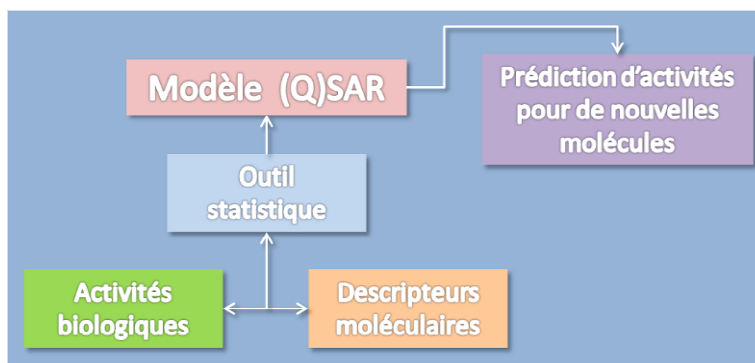 Modèle (Q)SAR
Prédiction d'activités
pour de nouvelles
molécules
Outil
statistique
Activités
biologiques
Descripteurs
moléculaires